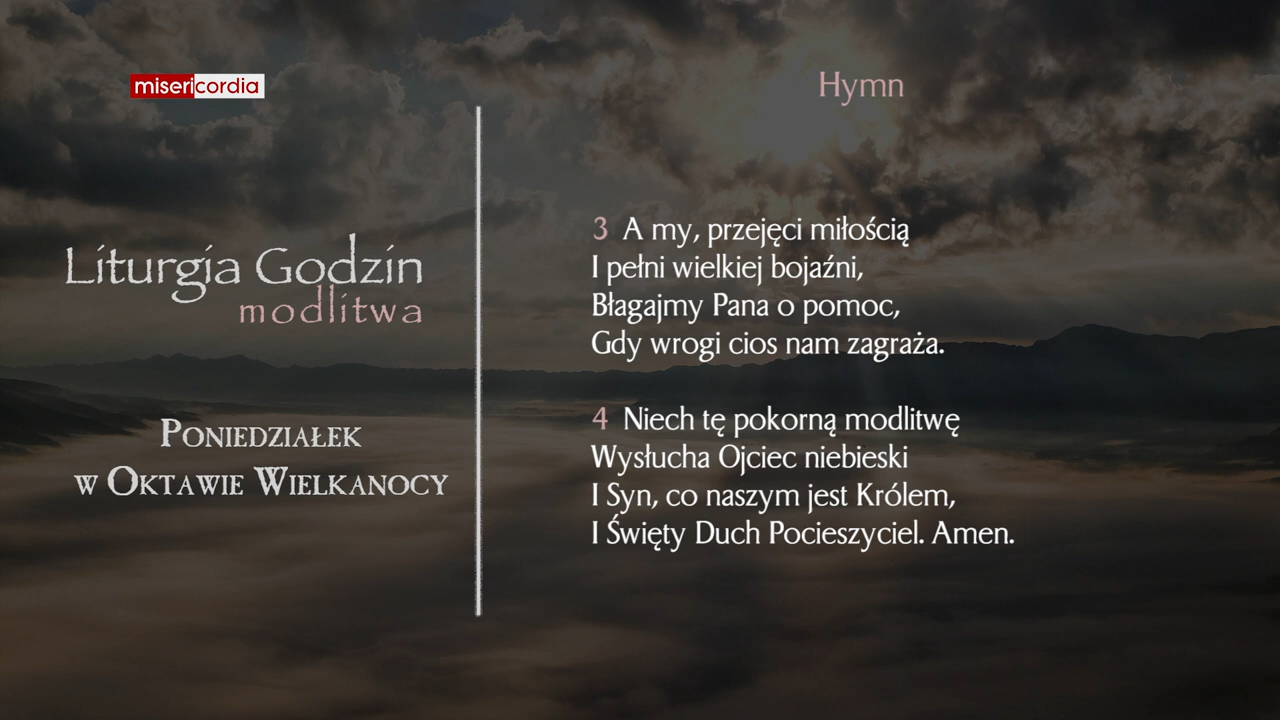 misericordia
Liturgia Godzin
modlitwa
Poniedziałek
w Oktawie Wielkanocy
Hymn
3 A my, przejęci miłością
I pełni wielkiej bojaźni,
Błagajmy Pana o pomoc,
Gdy wrogi cios nam zagraża.
4 Niech tę pokorną modlitwę
Wysłucha Ojciec niebieski
I Syn, co naszym jest Królem,
I Święty Duch Pocieszyciel. Amen.